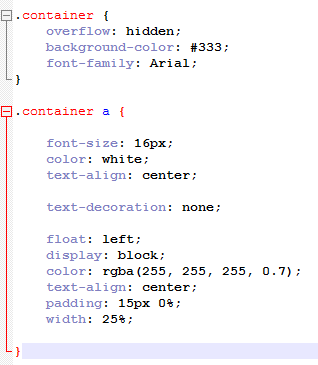 .container {
overflow: hidden;
background-color: #333;
font-family: Arial;
}
.container a {
font-size: 16px;
color: white;
text-align: center;
text-decoration: none;
float: left;
display: block;
color: rgba(255, 255, 255, 0.7);
text-align: center;
padding: 15px 0%;
width: 25%;
}